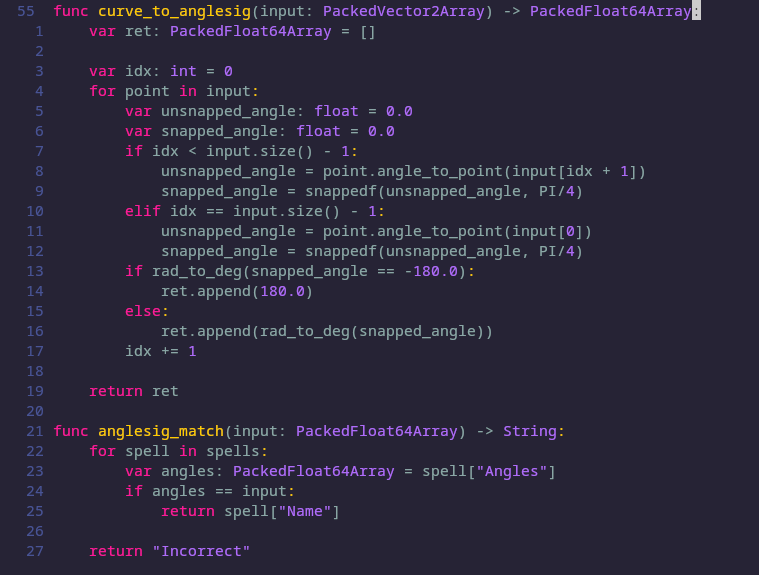 55 func curve_to_anglesig(input: PackedVector2Array) -> PackedFloat64Array:
1     var ret: PackedFloat64Array = []
2
3     var idx: int = 0
4     for point in input:
5         var unsnapped_angle: float = 0.0
6         var snapped_angle: float = 0.0
7         if idx < input.size() - 1:
8             unsnapped_angle = point.angle_to_point(input[idx + 1])
9             snapped_angle = snappedf(unsnapped_angle, PI/4)
10         elif idx == input.size() - 1:
11             unsnapped_angle = point.angle_to_point(input[0])
12             snapped_angle = snappedf(unsnapped_angle, PI/4)
13         if rad_to_deg(snapped_angle == -180.0):
14             ret.append(180.0)
15         else:
16             ret.append(rad_to_deg(snapped_angle))
17         idx += 1
18
19     return ret
20
21 func anglesig_match(input: PackedFloat64Array) -> String:
22     for spell in spells:
23         var angles: PackedFloat64Array = spell["Angles"]
24         if angles == input:
25             return spell["Name"]
26
27     return "Incorrect"